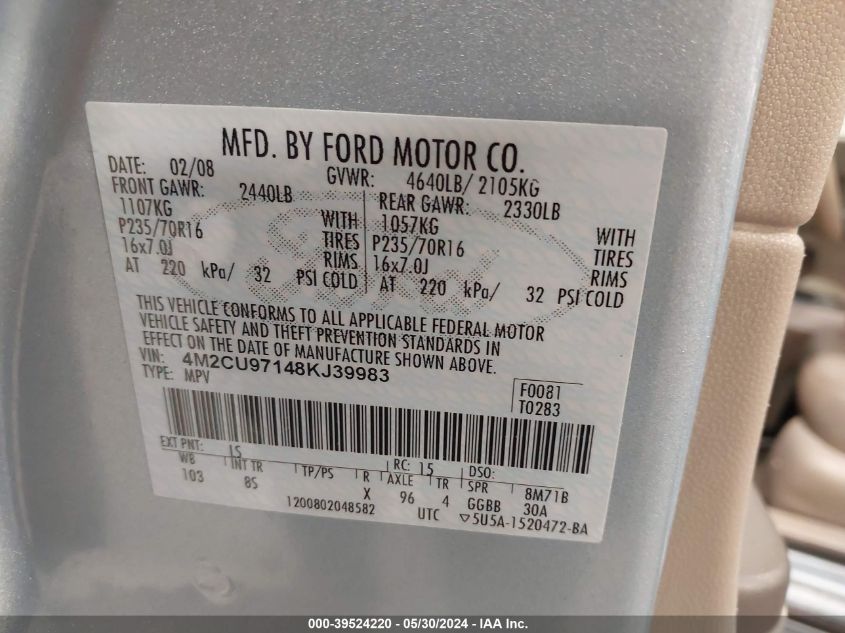 MFD. BY FORD MOTOR CO.
DATE: 02/08 GVWR: 4640LB/ 2105KG
FRONT GAWR: 2440LB REAR GAWR: 2330LB
1107KG WITH 1057KG WITH
P235/70R16 TIRES P235/70R16 TIRES
16x7.0J RIMS 16x7.0J RIMS
AT 220 kPa/ 32 PSI COLD AT 220 kPa/ 32 PSI COLD
THIS VEHICLE CONFORMS TO ALL APPLICABLE FEDERAL MOTOR
VEHICLE SAFETY AND THEFT PREVENTION STANDARDS IN
EFFECT ON THE DATE OF MANUFACTURE SHOWN ABOVE.
VIN: 4M2CU97148KJ39983
TYPE: MPV
F0081
T0283
EXT PNT: IS RC: 15 DSO:
WB INT TR TP/PS R AXLE TR SPR 8M71B
103 85 X 96 4 GGBB 30A
1200802048582 UTC ▽5U5A-1520472-BA
Ford
000-39524220 - 05/30/2024 - IAA Inc.